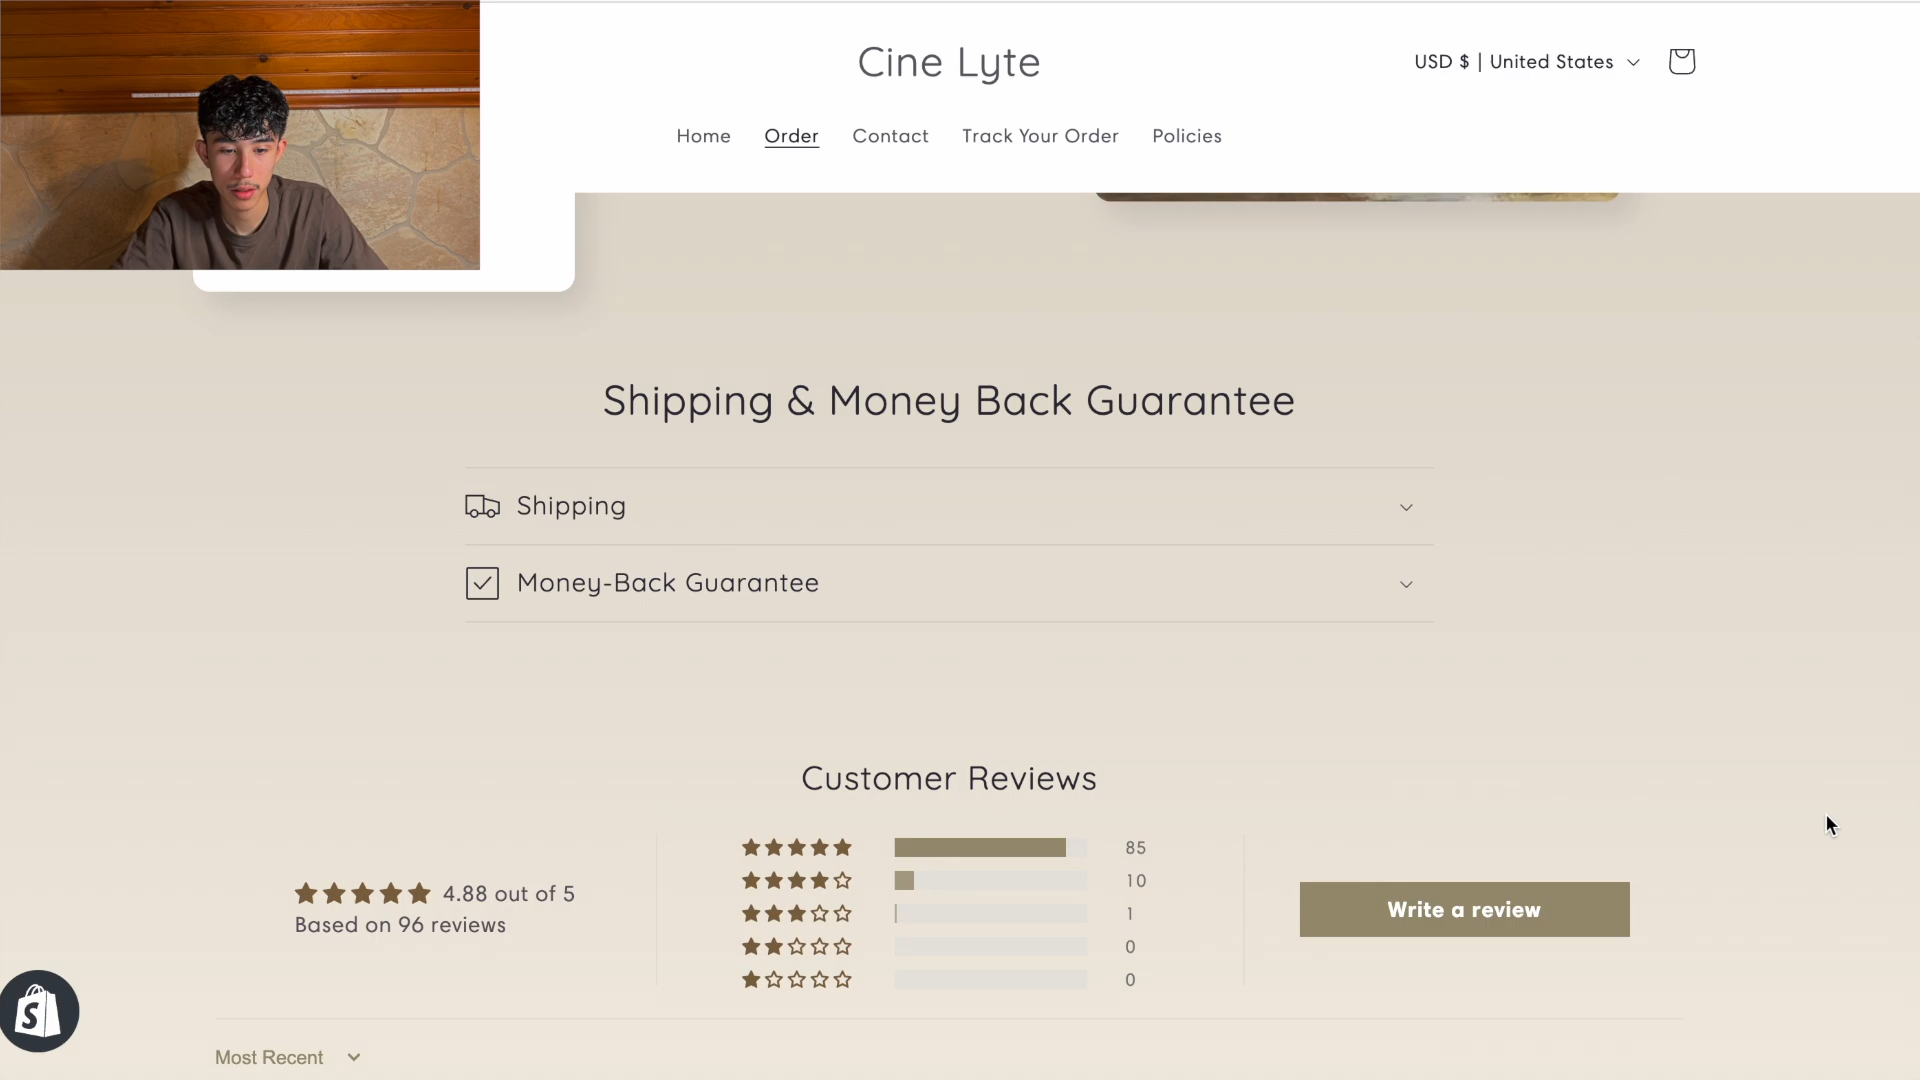 Cine Lyte
USD $ | United States
Home Order Contact Track Your Order Policies
Shipping & Money Back Guarantee
Shipping
Money-Back Guarantee
Customer Reviews
4.88 out of 5
Based on 96 reviews
85
10
1
0
0
Write a review
Most Recent